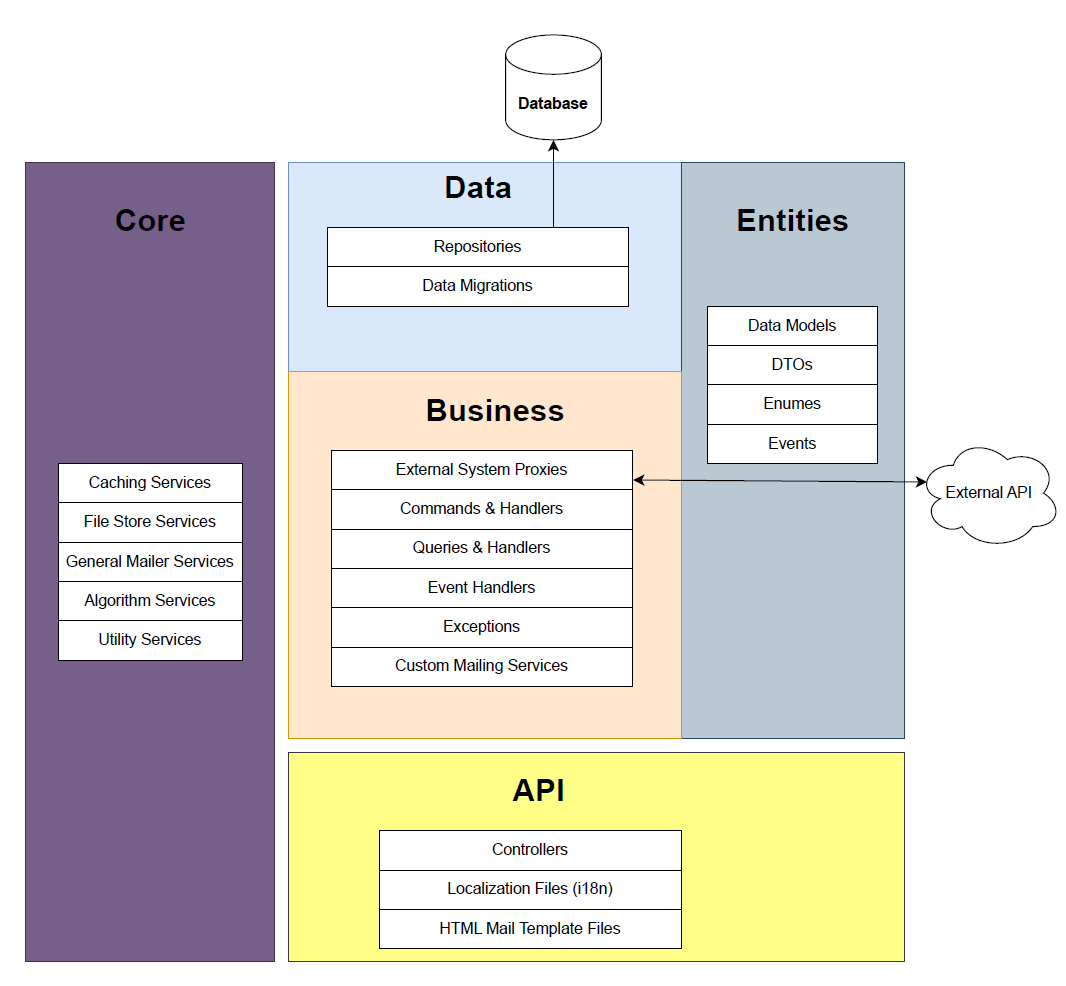 Database
Core
Caching Services
File Store Services
General Mailer Services
Algorithm Services
Utility Services
Data
Repositories
Data Migrations
Entities
Data Models
DTOs
Enumes
Events
Business
External System Proxies
Commands & Handlers
Queries & Handlers
Event Handlers
Exceptions
Custom Mailing Services
External API
API
Controllers
Localization Files (i18n)
HTML Mail Template Files